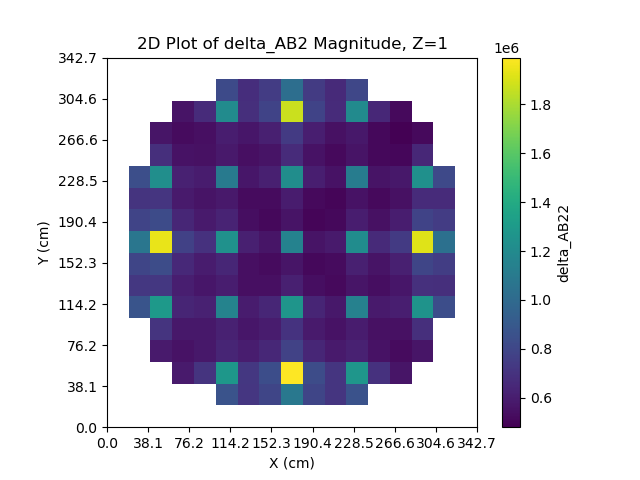 2D Plot of delta_AB2 Magnitude, Z=1
1e6
342.7
304.6
266.6
228.5
190.4
152.3
114.2
76.2
38.1
0.0
Y (cm)
0.0 38.1 76.2 114.2 152.3 190.4 228.5 266.6 304.6 342.7
X (cm)
1.8
1.6
1.4
1.2
1.0
0.8
0.6
delta_AB22